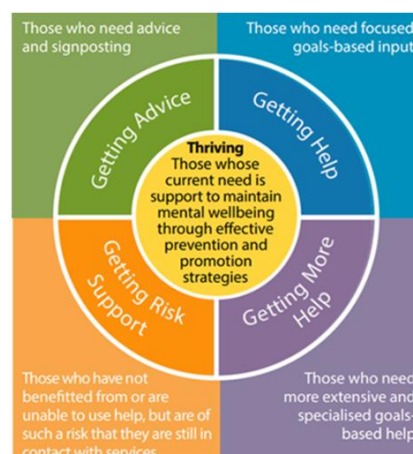 Those who need advice
and signposting
Those who need focused
goals-based input
Getting Advice
Getting Help
Thriving
Those whose
current need is
support to maintain
mental wellbeing
through effective
prevention and
promotion
strategies
Getting Risk
Support
Getting More
Help
Those who have not
benefitted from or are
unable to use help, but are of
such a risk that they are still in
contact with services
Those who need
more extensive and
specialised goals-
based help